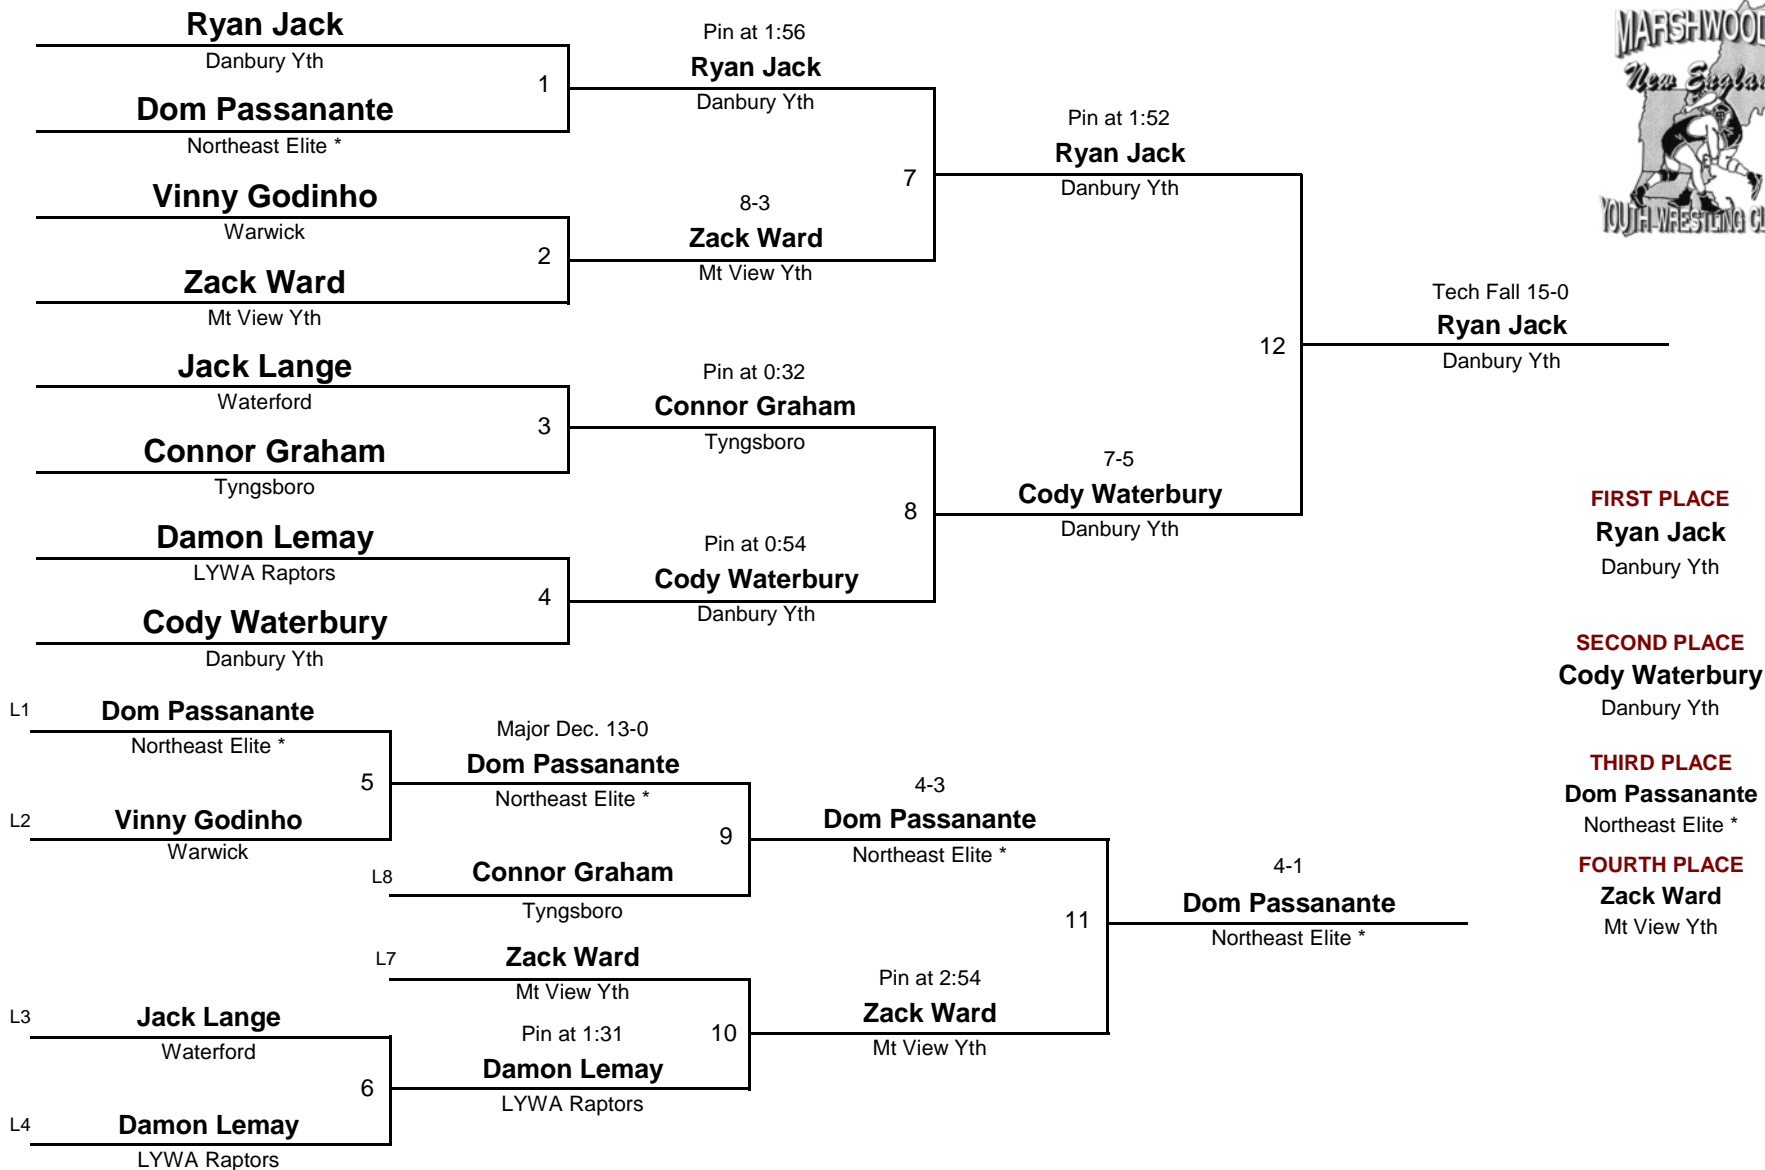 Ryan Jack
Danbury Yth
1
Dom Passanante
Northeast Elite *
Vinny Godinho
Warwick
2
Zack Ward
Mt View Yth
Jack Lange
Waterford
3
Connor Graham
Tyngsboro
Damon Lemay
LYWA Raptors
4
Cody Waterbury
Danbury Yth
Pin at 1:56
Ryan Jack
Danbury Yth
7
8-3
Zack Ward
Mt View Yth
Pin at 0:32
Connor Graham
Tyngsboro
8
Pin at 0:54
Cody Waterbury
Danbury Yth
Pin at 1:52
Ryan Jack
Danbury Yth
12
7-5
Cody Waterbury
Danbury Yth
Tech Fall 15-0
Ryan Jack
Danbury Yth
MARSHWOOD
New England
YOUTH WRESTLING
FIRST PLACE
Ryan Jack
Danbury Yth
SECOND PLACE
Cody Waterbury
Danbury Yth
THIRD PLACE
Dom Passanante
Northeast Elite *
FOURTH PLACE
Zack Ward
Mt View Yth
L1
Dom Passanante
Northeast Elite *
5
L2
Vinny Godinho
Warwick
Major Dec. 13-0
Dom Passanante
Northeast Elite *
9
L8
Connor Graham
Tyngsboro
L7
Zack Ward
Mt View Yth
10
Pin at 1:31
Damon Lemay
LYWA Raptors
L3
Jack Lange
Waterford
6
L4
Damon Lemay
LYWA Raptors
4-3
Dom Passanante
Northeast Elite *
11
Pin at 2:54
Zack Ward
Mt View Yth
4-1
Dom Passanante
Northeast Elite *